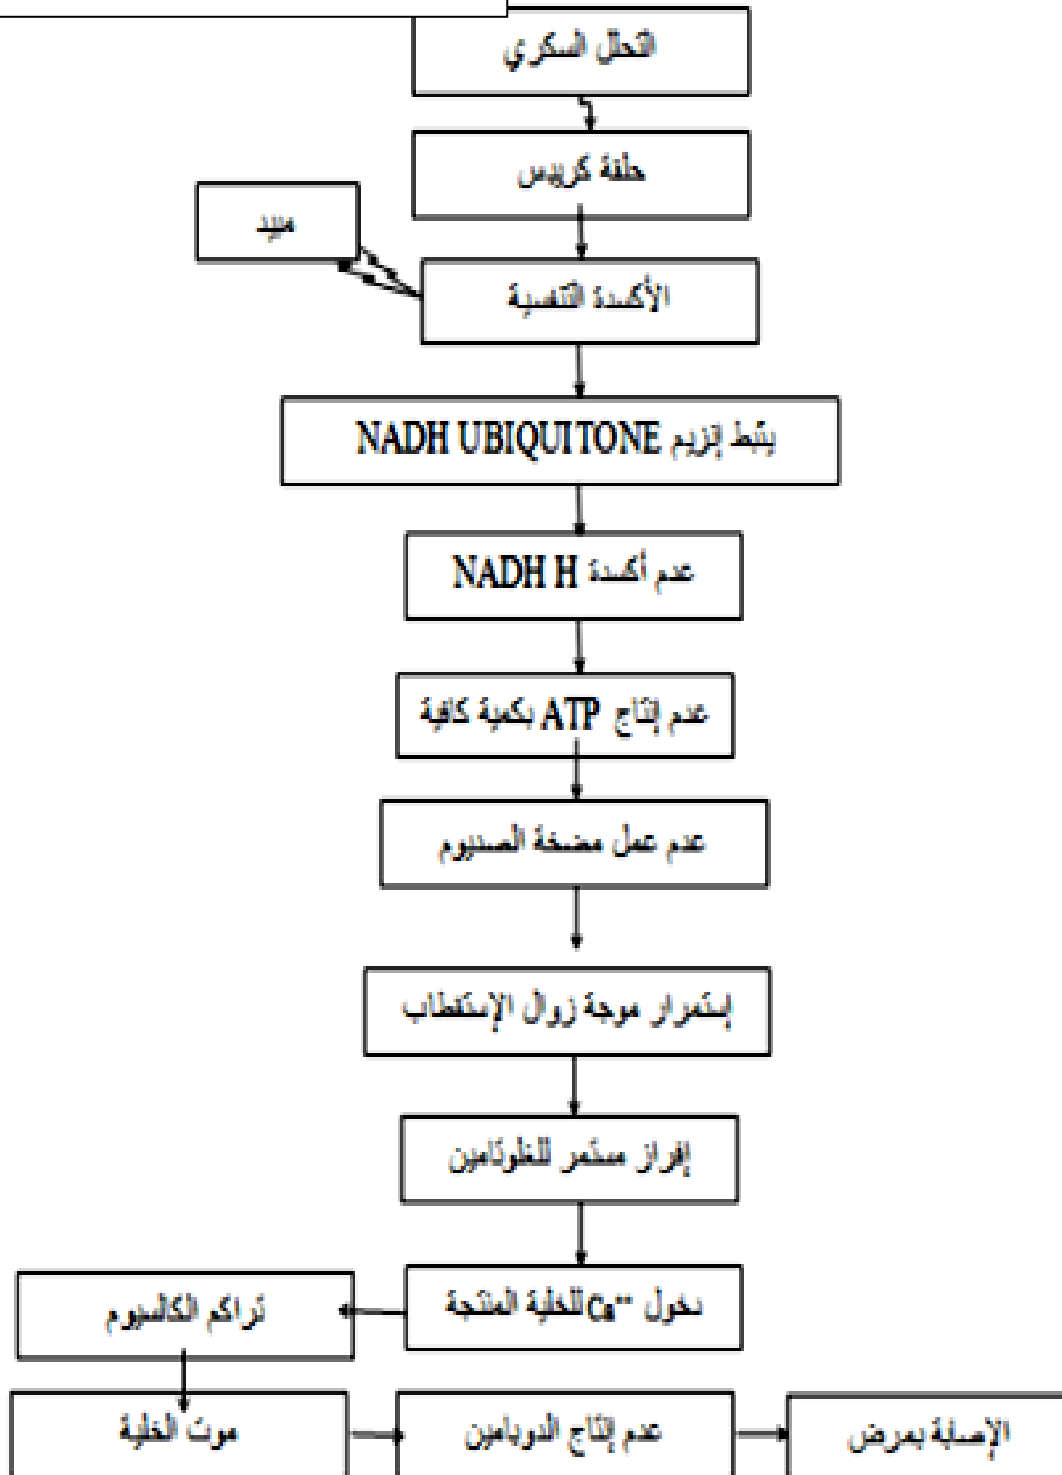 التحلل السكري
حلقة كريبس
مبيد
الأكسدة التنفسية
يثبط إنزيم NADH UBIQUITONE
عدم أكسدة NADH H
عدم إنتاج ATP بكمية كافية
عدم عمل مضخة الصديوم
إستمرار موجة زوال الإستقطاب
إفراز مستمر للغلوتامين
دخول Ca++ للخلية المنتجة
تراكم الكالسيوم
موت الخلية
عدم إنتاج الدوبامين
الإصابة بمرض